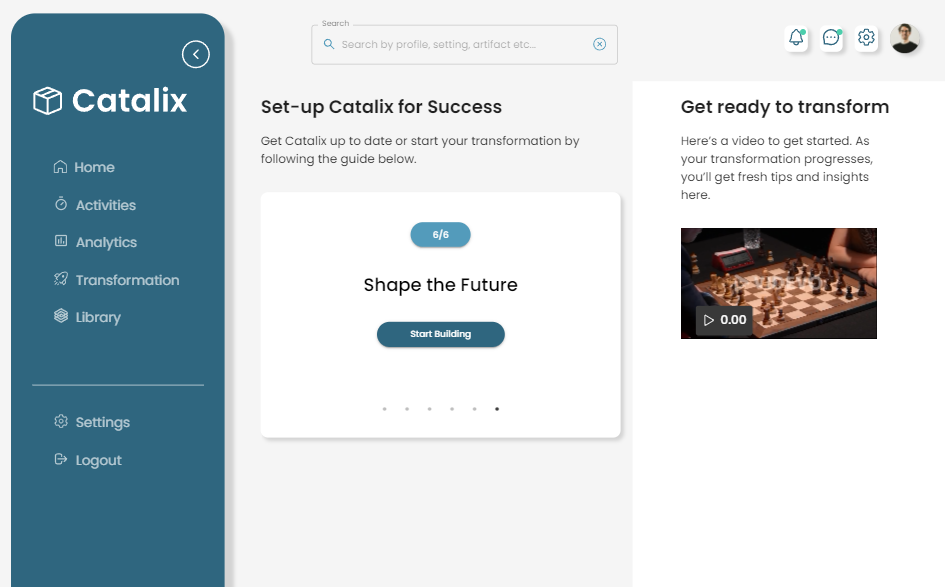 Search
Search by profile, setting, artifact etc...
Catalix
Home
Activities
Analytics
Transformation
Library
Settings
Logout
Set-up Catalix for Success
Get Catalix up to date or start your transformation by
following the guide below.
6/6
Shape the Future
Start Building
Get ready to transform
Here's a video to get started. As
your transformation progresses,
you'll get fresh tips and insights
here.
0.00